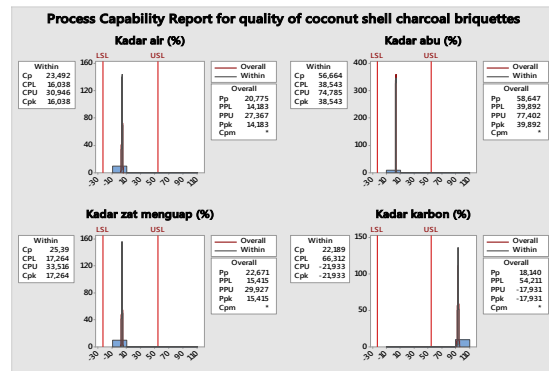 Process Capability Report for quality of coconut shell charcoal briquettes
Kadar air (%)
LSL USL
Within
Cp 23,492
CPL 16,038
CPU 30,946
Cpk 16,038
160
120
80
40
0
-30 -10 10 30 50 70 90 110
Overall
Within
Overall
Pp 20,775
PPL 14,183
PPU 27,367
Ppk 14,183
Cpm *
Kadar abu (%)
LSL USL
Within
Cp 56,664
CPL 38,543
CPU 74,785
Cpk 38,543
400
300
200
100
0
-30 -10 10 30 50 70 90 110
Overall
Within
Overall
Pp 58,647
PPL 39,892
PPU 77,402
Ppk 39,892
Cpm *
Kadar zat menguap (%)
LSL USL
Within
Cp 25,39
CPL 17,264
CPU 33,516
Cpk 17,264
160
120
80
40
0
-30 -10 10 30 50 70 90 110
Overall
Within
Overall
Pp 22,671
PPL 15,415
PPU 29,927
Ppk 15,415
Cpm *
Kadar karbon (%)
LSL USL
Within
Cp 22,189
CPL 66,312
CPU -21,933
Cpk -21,933
150
100
50
0
-30 -10 10 30 50 70 90 110
Overall
Within
Overall
Pp 18,140
PPL 54,211
PPU -17,931
Ppk -17,931
Cpm *